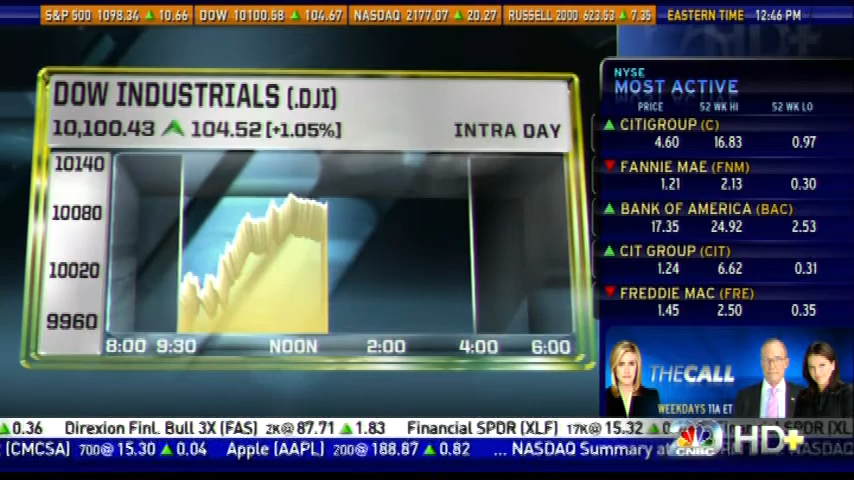 S&P 500 1098.34 ▲ 10.66 DOW 10100.58 ▲ 104.67 NASDAQ 2177.07 ▲ 20.27 RUSSELL 2000 623.53 ▲ 7.35 EASTERN TIME 12:46 PM
DOW INDUSTRIALS (.DJI)
10,100.43 ▲ 104.52 [+1.05%] INTRA DAY
10140
10080
10020
9960
8:00 9:30 NOON 2:00 4:00 6:00
NYSE
MOST ACTIVE
PRICE 52 WK HI 52 WK LO
▲ CITIGROUP (C)
4.60 16.83 0.97
▼ FANNIE MAE (FNM)
1.21 2.13 0.30
▲ BANK OF AMERICA (BAC)
17.35 24.92 2.53
▲ CIT GROUP (CIT)
1.24 6.62 0.31
▼ FREDDIE MAC (FRE)
1.45 2.50 0.35
THE CALL
WEEKDAYS 11A ET
▲ 0.36 Direxion Finl. Bull 3X (FAS) 2K@ 87.71 ▲ 1.83 Financial SPDR (XLF) 17K@ 15.32 ▲ SPDR (XL
(CMCSA) 700@ 15.30 ▲ 0.04 Apple (AAPL) 200@ 188.87 ▲ 0.82 ... NASDAQ Summary at NASDAQ
CNBC HD+